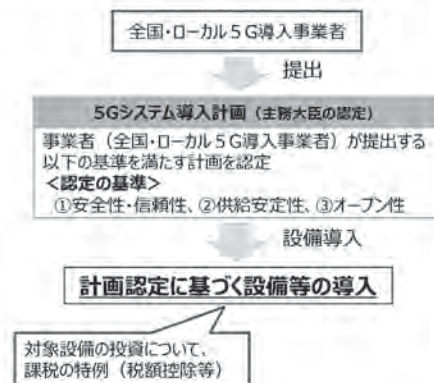 全国・ローカル５Ｇ導入事業者
提出
5Gシステム導入計画（主務大臣の認定）
事業者（全国・ローカル５Ｇ導入事業者）が提出する
以下の基準を満たす計画を認定
＜認定の基準＞
①安全性・信頼性、②供給安定性、③オープン性
設備導入
計画認定に基づく設備等の導入
対象設備の投資について、
課税の特例（税額控除等）